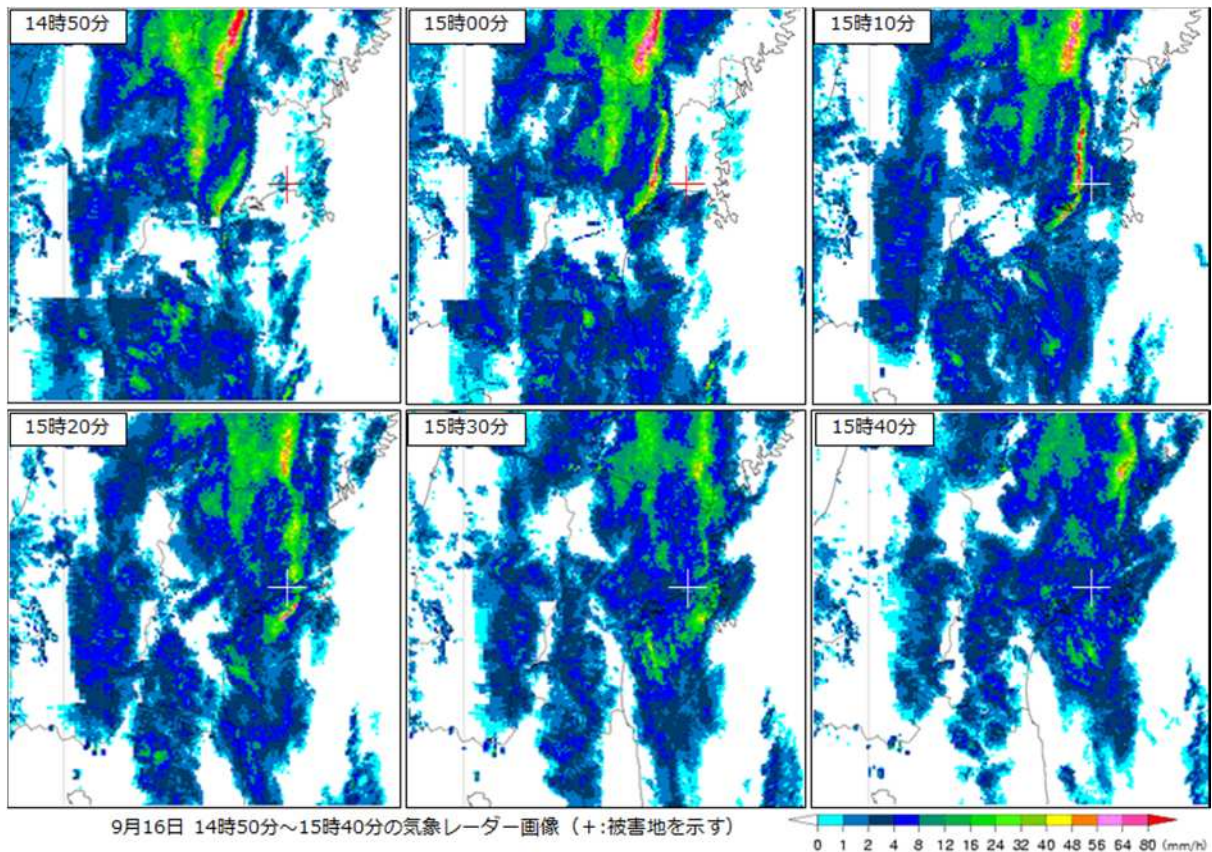 14時50分
15時00分
15時10分
15時20分
15時30分
15時40分
9月16日 14時50分~15時40分の気象レーダー画像(+:被害地を示す)
0 1 2 4 8 12 16 24 32 40 48 56 64 80 (mm/h)